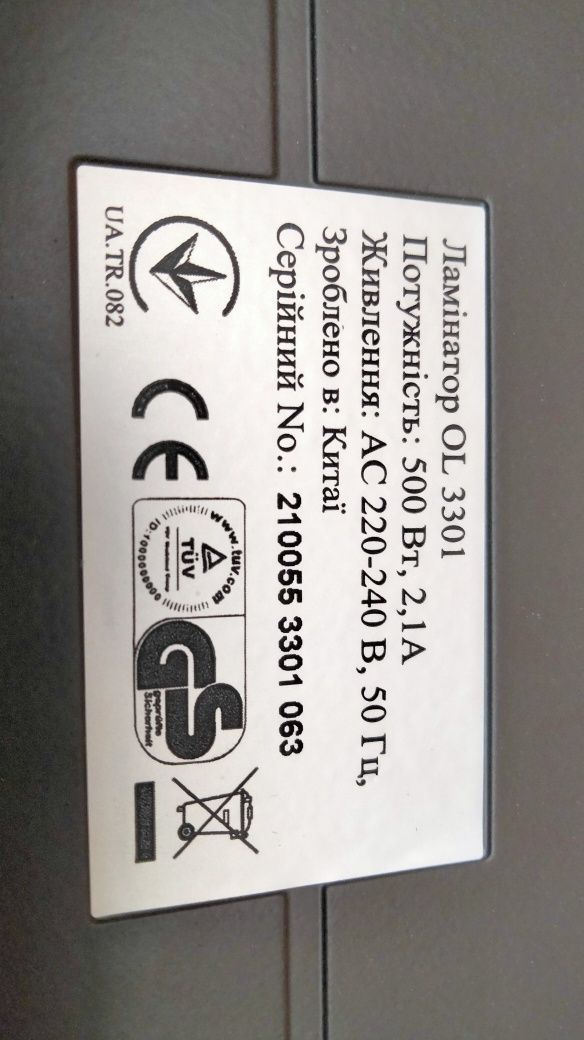 Ламінатор OL 3301
Потужність: 500 Вт, 2,1А
Живлення: АС 220-240 В, 50 Гц,
Зроблено в: Китаї
Серійний No.: 210055 3301 063
UA.TR.082
CE
www.tuv.com
TÜV
GS
geprüfte
Sicherheit